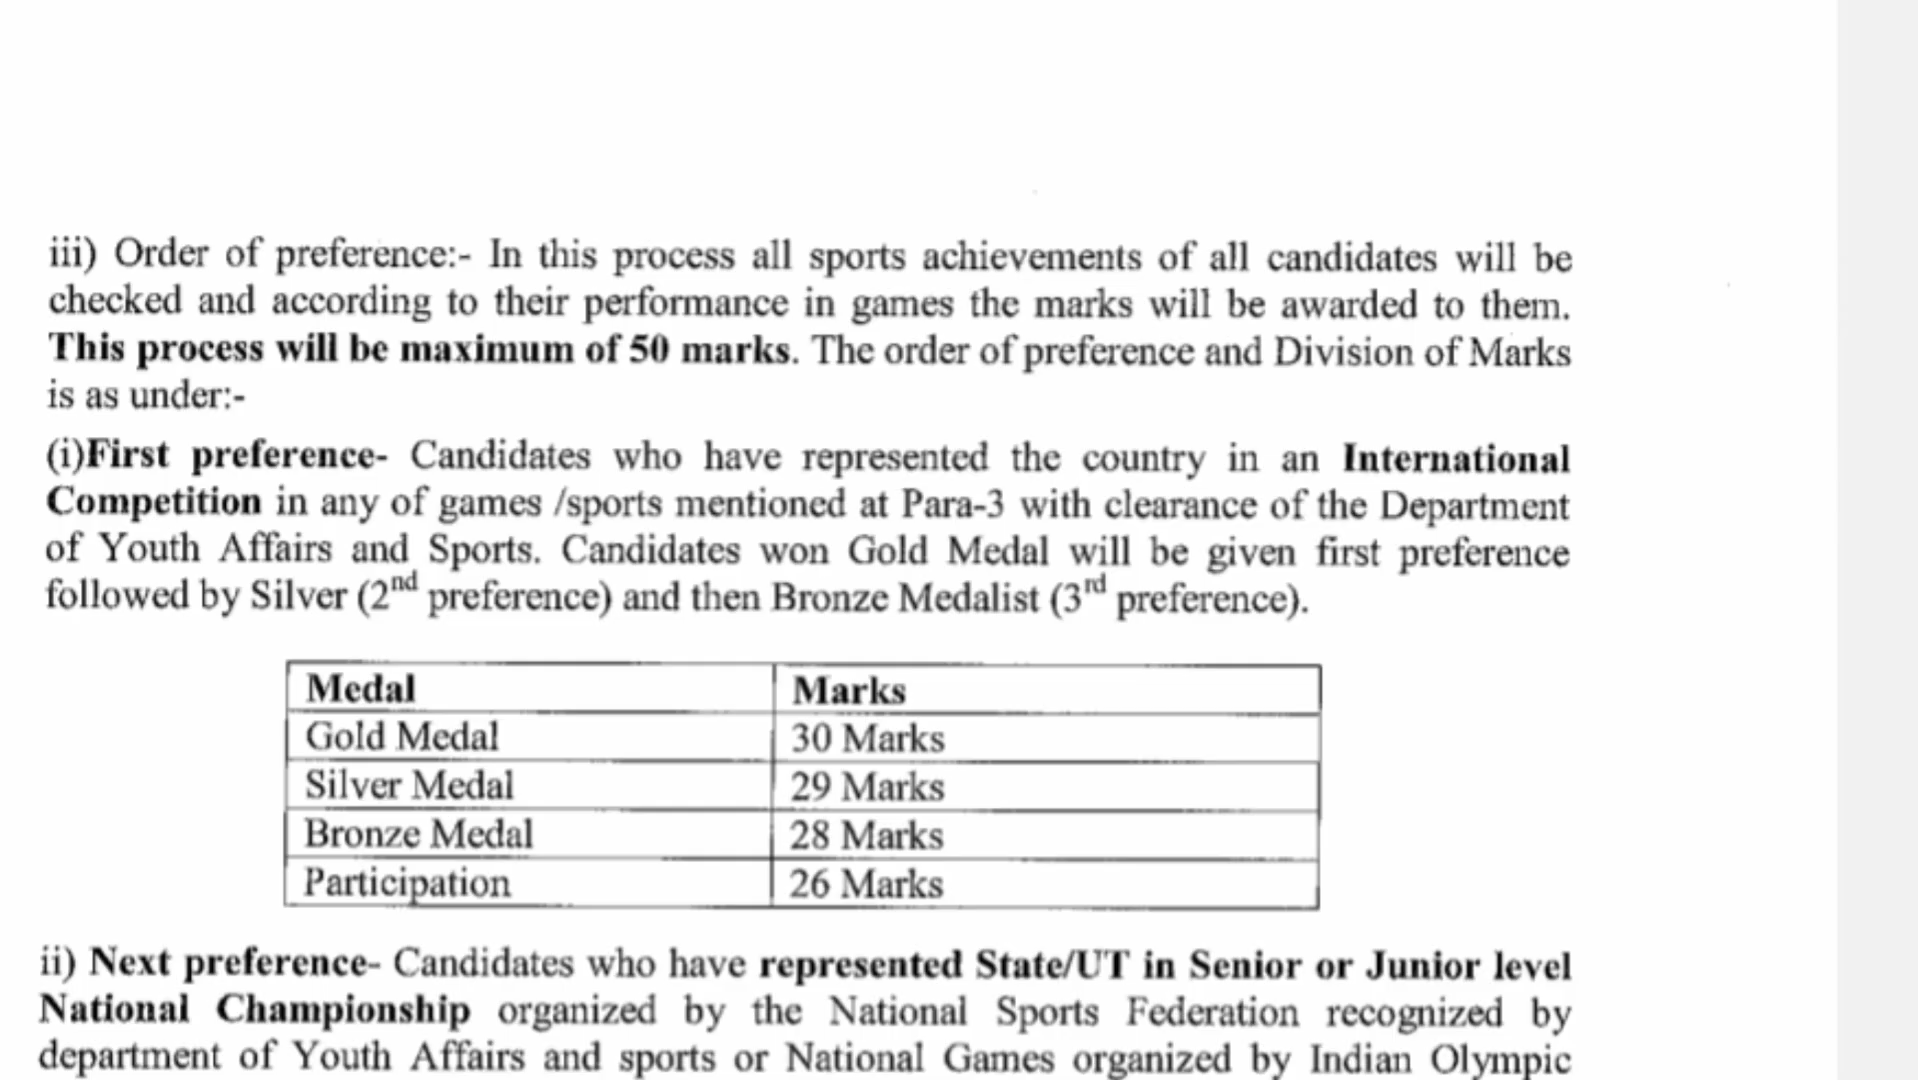 iii) Order of preference:- In this process all sports achievements of all candidates will be
checked and according to their performance in games the marks will be awarded to them.
This process will be maximum of 50 marks. The order of preference and Division of Marks
is as under:-
(i)First preference- Candidates who have represented the country in an International
Competition in any of games /sports mentioned at Para-3 with clearance of the Department
of Youth Affairs and Sports. Candidates won Gold Medal will be given first preference
followed by Silver (2nd preference) and then Bronze Medalist (3rd preference).
Medal Marks
Gold Medal 30 Marks
Silver Medal 29 Marks
Bronze Medal 28 Marks
Participation 26 Marks
ii) Next preference- Candidates who have represented State/UT in Senior or Junior level
National Championship organized by the National Sports Federation recognized by
department of Youth Affairs and sports or National Games organized by Indian Olympic